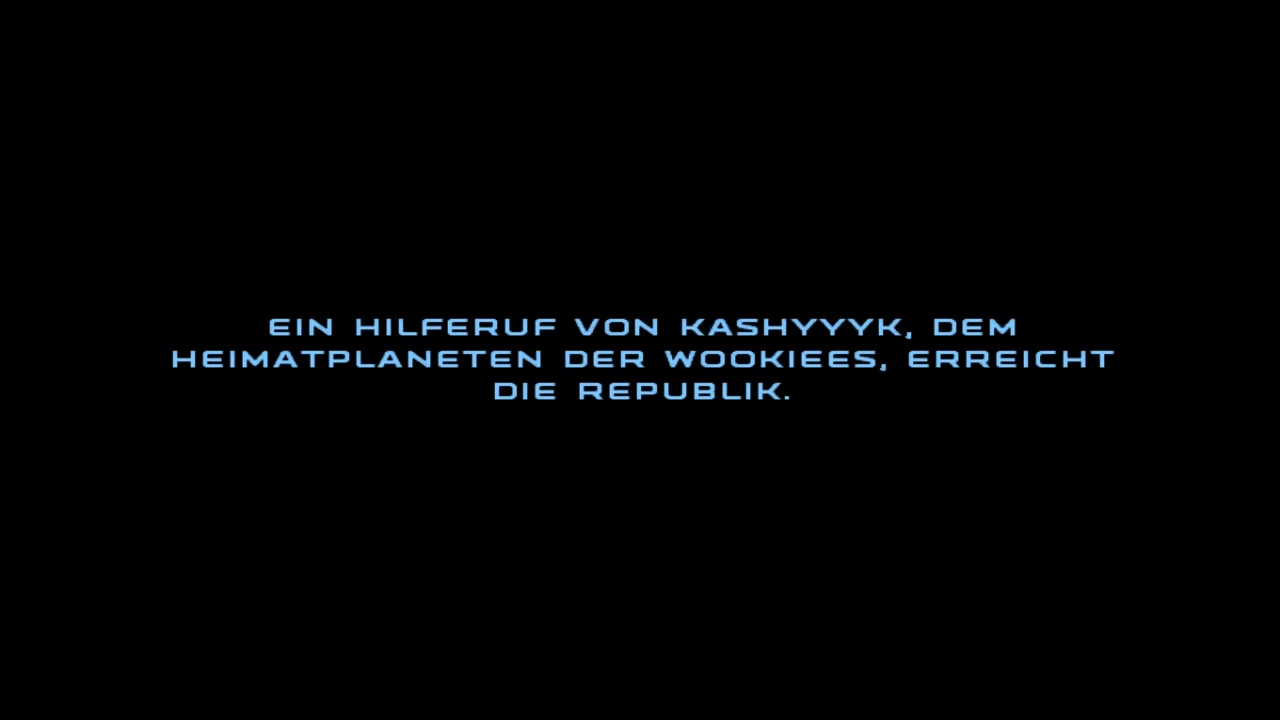 EIN HILFERUF VON KASHYYYK, DEM
HEIMATPLANETEN DER WOOKIEES, ERREICHT
DIE REPUBLIK.